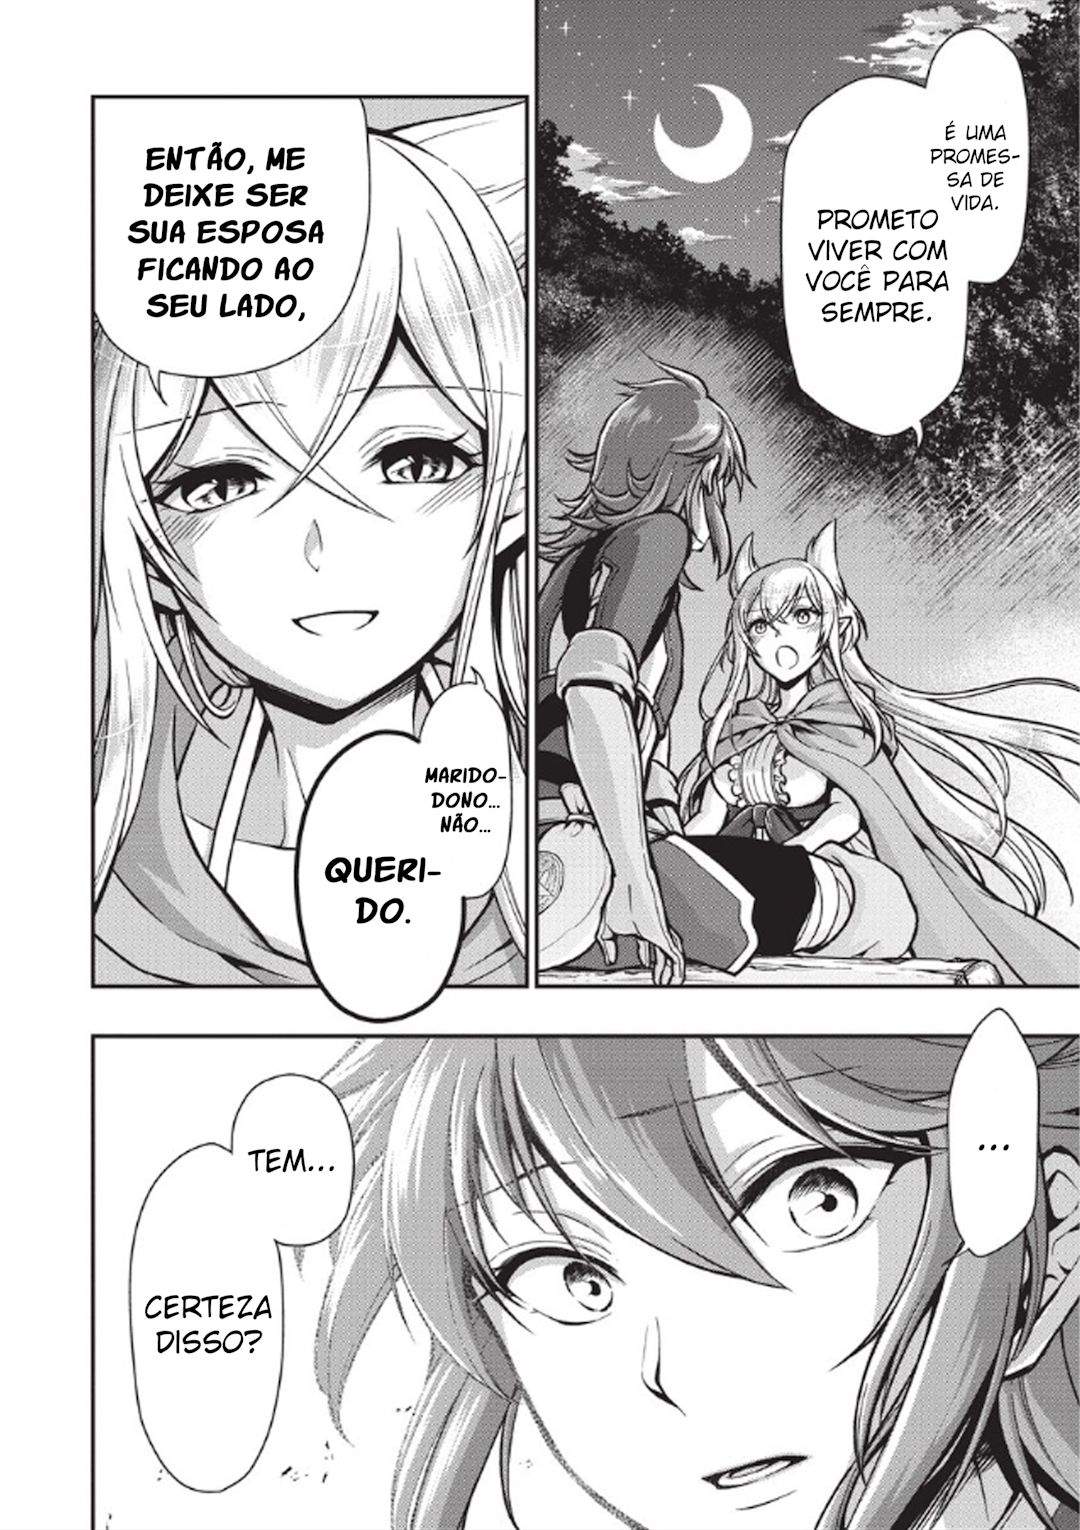 É UMA
PROMES-
SA DE
VIDA.
PROMETO
VIVER COM
VOCÊ PARA
SEMPRE.
ENTÃO, ME
DEIXE SER
SUA ESPOSA
FICANDO AO
SEU LADO,
MARIDO-
DONO...
NÃO...
QUERI-
DO.
...
TEM...
CERTEZA
DISSO?